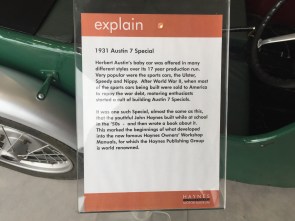 explain
1931 Austin 7 Special
Herbert Austin's baby car was offered in many
different styles over its 17 year production run.
Very popular were the sports cars, the Ulster,
Speedy and Nippy. After World War II, when most
of the sports cars being built were sold to America
to repay the war debt, motoring enthusiasts
started a cult of building Austin 7 Specials.
It was one such Special, almost the same as this,
that the youthful John Haynes built while at school
in the '50s - and then wrote a book about it.
This marked the beginnings of what developed
into the now famous Haynes Owners' Workshop
Manuals, for which the Haynes Publishing Group
is world renowned.
HAYNES